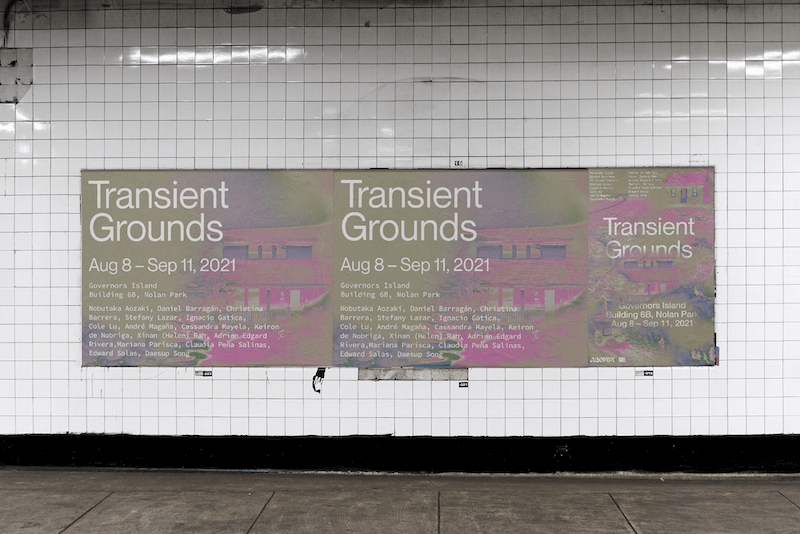 Transient
Grounds
Aug 8 – Sep 11, 2021
Governors Island
Building 6B, Nolan Park
Nobutaka Aozaki, Daniel Barragán, Christina
Barrera, Stefany Lazar, Ignacio Gatica,
Cole Lu, André Magaña, Cassandra Mayela, Keiron
de Nobriga, Xinan (Helen) Ran, Adrian Edgard
Rivera,Mariana Parisca, Claudia Peña Salinas,
Edward Salas, Daesup Song
Transient
Grounds
Aug 8 – Sep 11, 2021
Governors Island
Building 6B, Nolan Park
Nobutaka Aozaki, Daniel Barragán, Christina
Barrera, Stefany Lazar, Ignacio Gatica,
Cole Lu, André Magaña, Cassandra Mayela, Keiron
de Nobriga, Xinan (Helen) Ran, Adrian Edgard
Rivera,Mariana Parisca, Claudia Peña Salinas,
Edward Salas, Daesup Song
Transient
Grounds
Governors Island
Building 6B, Nolan Par
Aug 8 – Sep 11, 2021